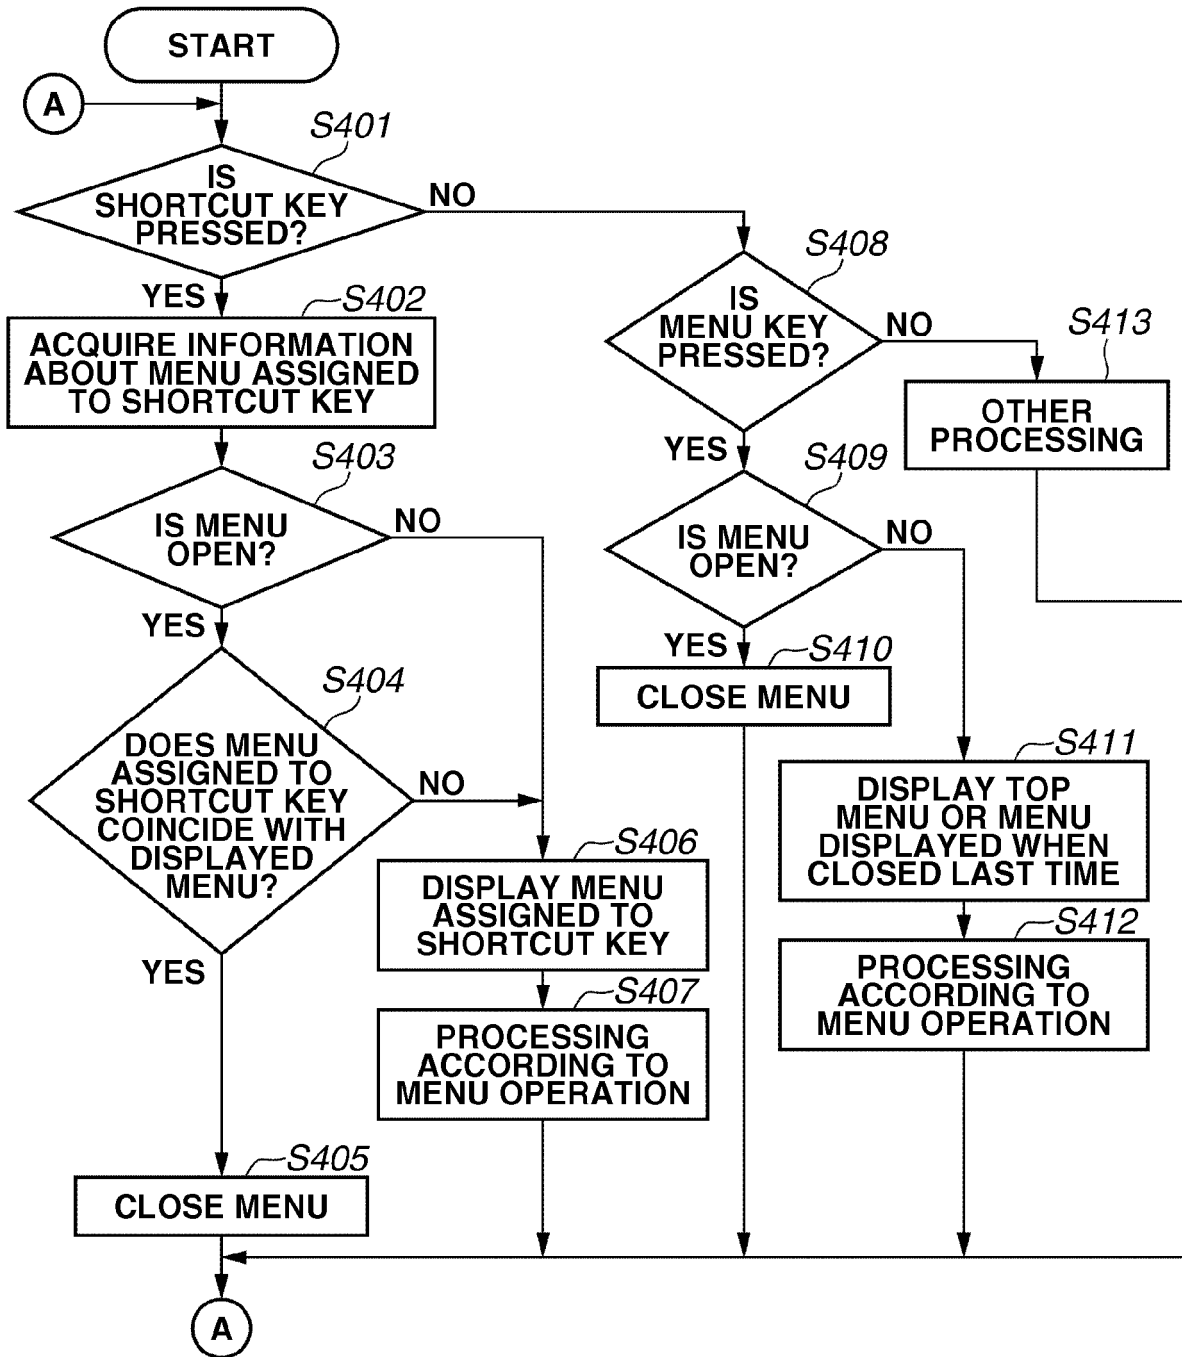 START
A
S401
IS
SHORTCUT KEY
PRESSED?
NO
YES
S402
ACQUIRE INFORMATION
ABOUT MENU ASSIGNED
TO SHORTCUT KEY
S403
IS MENU
OPEN?
NO
YES
S404
DOES MENU
ASSIGNED TO
SHORTCUT KEY
COINCIDE WITH
DISPLAYED
MENU?
NO
YES
S405
CLOSE MENU
A
S406
DISPLAY MENU
ASSIGNED TO
SHORTCUT KEY
S407
PROCESSING
ACCORDING TO
MENU OPERATION
S408
IS
MENU KEY
PRESSED?
NO
YES
S409
IS MENU
OPEN?
NO
YES
S410
CLOSE MENU
S411
DISPLAY TOP
MENU OR MENU
DISPLAYED WHEN
CLOSED LAST TIME
S412
PROCESSING
ACCORDING TO
MENU OPERATION
S413
OTHER
PROCESSING